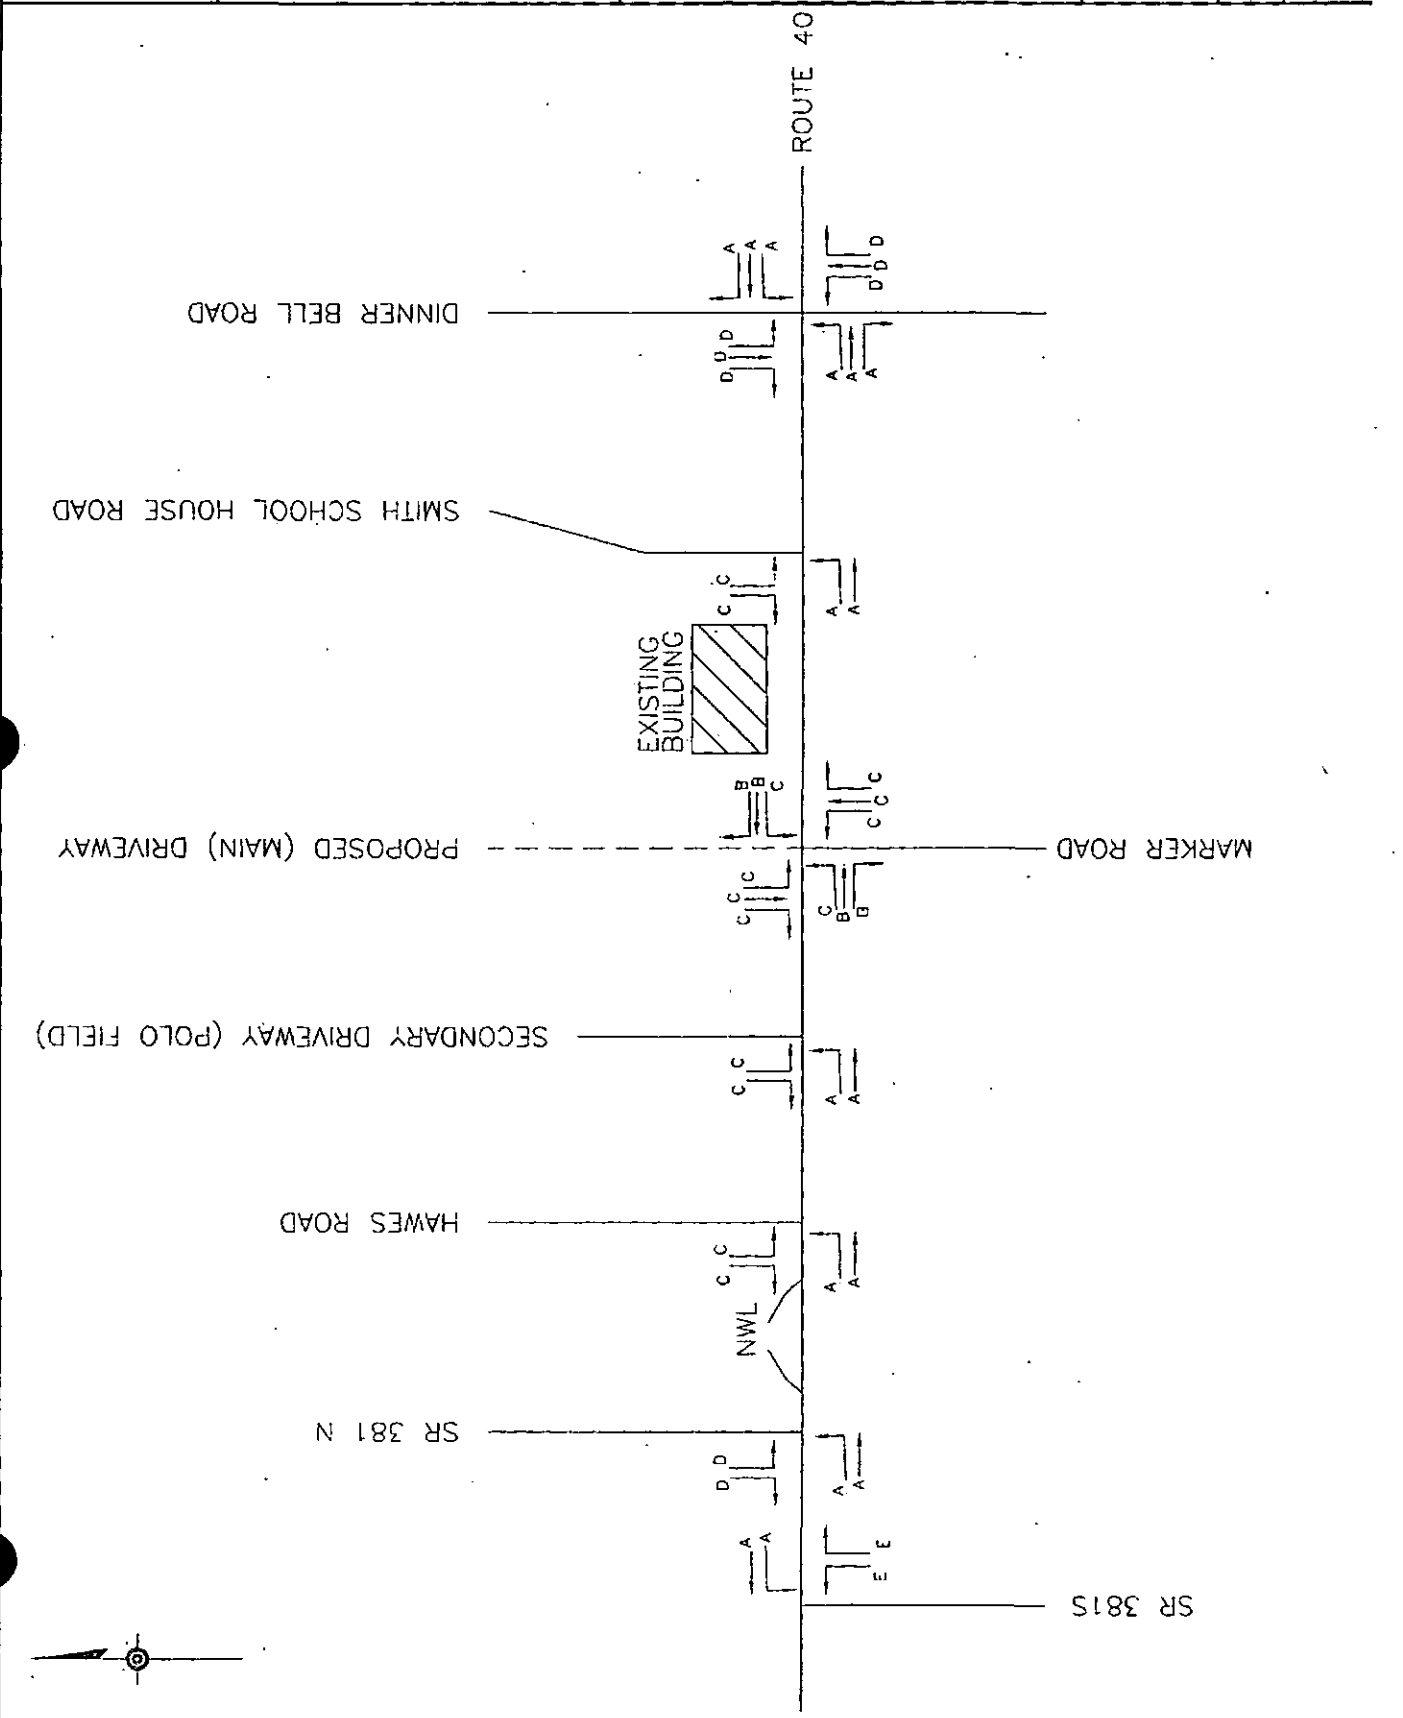 ROUTE 40
DINNER BELL ROAD
A
A
A
D D D
D D D
A
A
A
SMITH SCHOOL HOUSE ROAD
C C
A
A
EXISTING
BUILDING
PROPOSED (MAIN) DRIVEWAY
B
B
C
C C C
C C C
C
B
B
MARKER ROAD
SECONDARY DRIVEWAY (POLO FIELD)
C C
A
A
HAWES ROAD
C C
A
A
NWL
SR 381 N
D D
A
A
A
A
E E
SR 381S